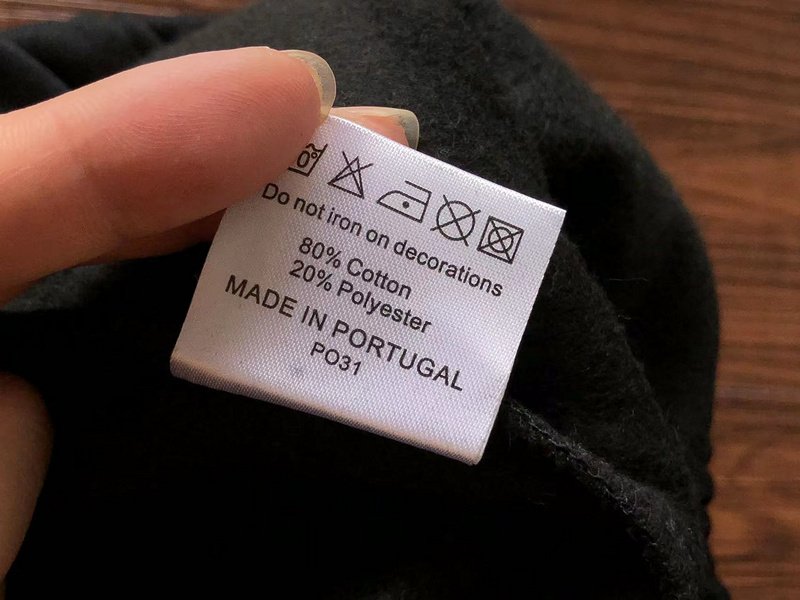 Do not iron on decorations
80% Cotton
20% Polyester
MADE IN PORTUGAL
PO31